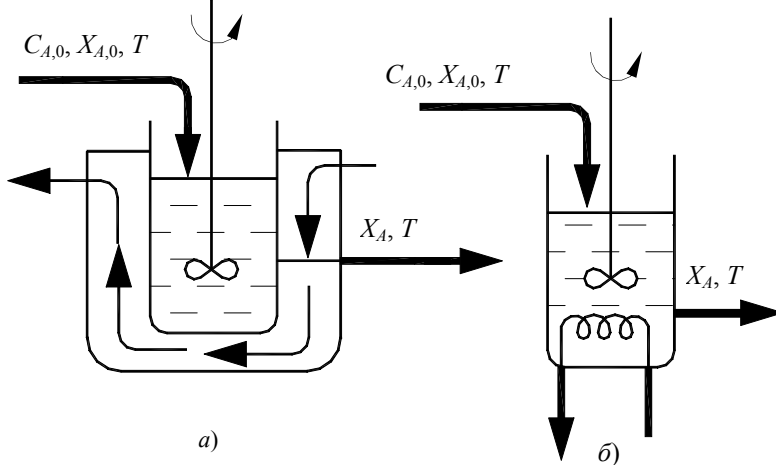 C_{A,0}, X_{A,0}, T
X_A, T
а)
C_{A,0}, X_{A,0}, T
X_A, T
б)